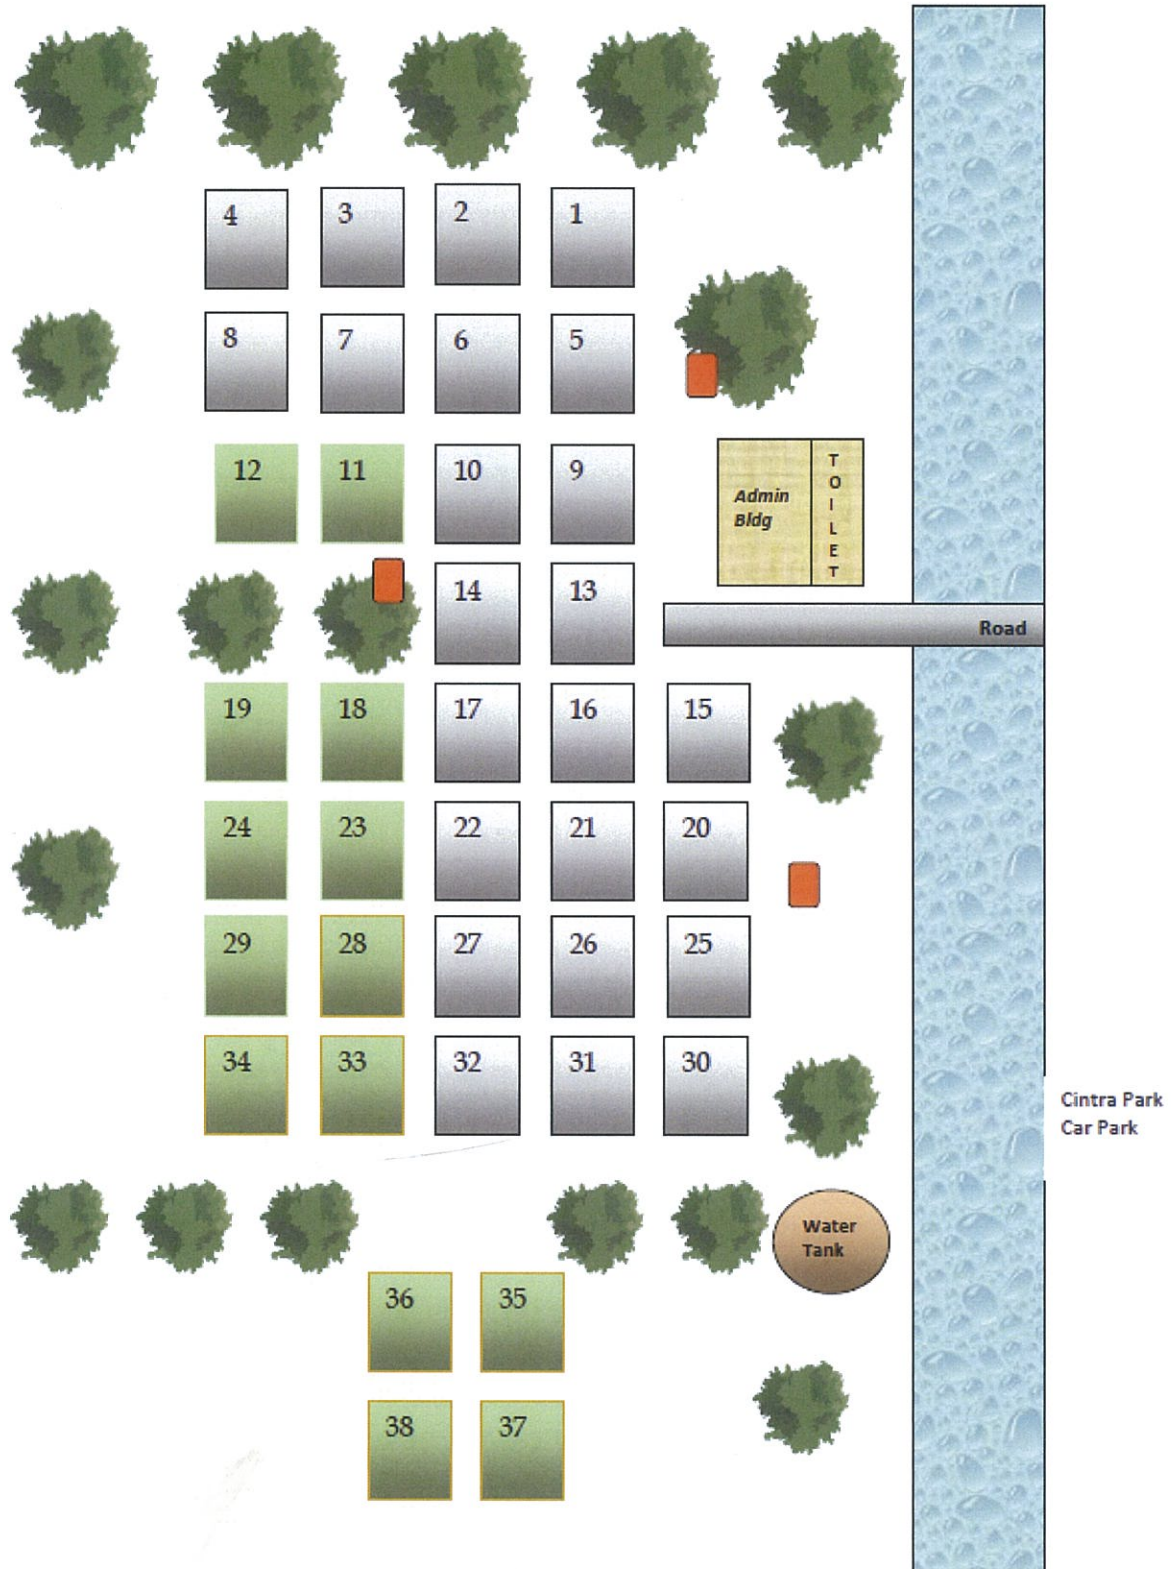 4 3 2 1
8 7 6 5
12 11 10 9
Admin
Bldg
TOILET
14 13
Road
19 18 17 16 15
24 23 22 21 20
29 28 27 26 25
34 33 32 31 30
Cintra Park
Car Park
Water
Tank
36 35
38 37